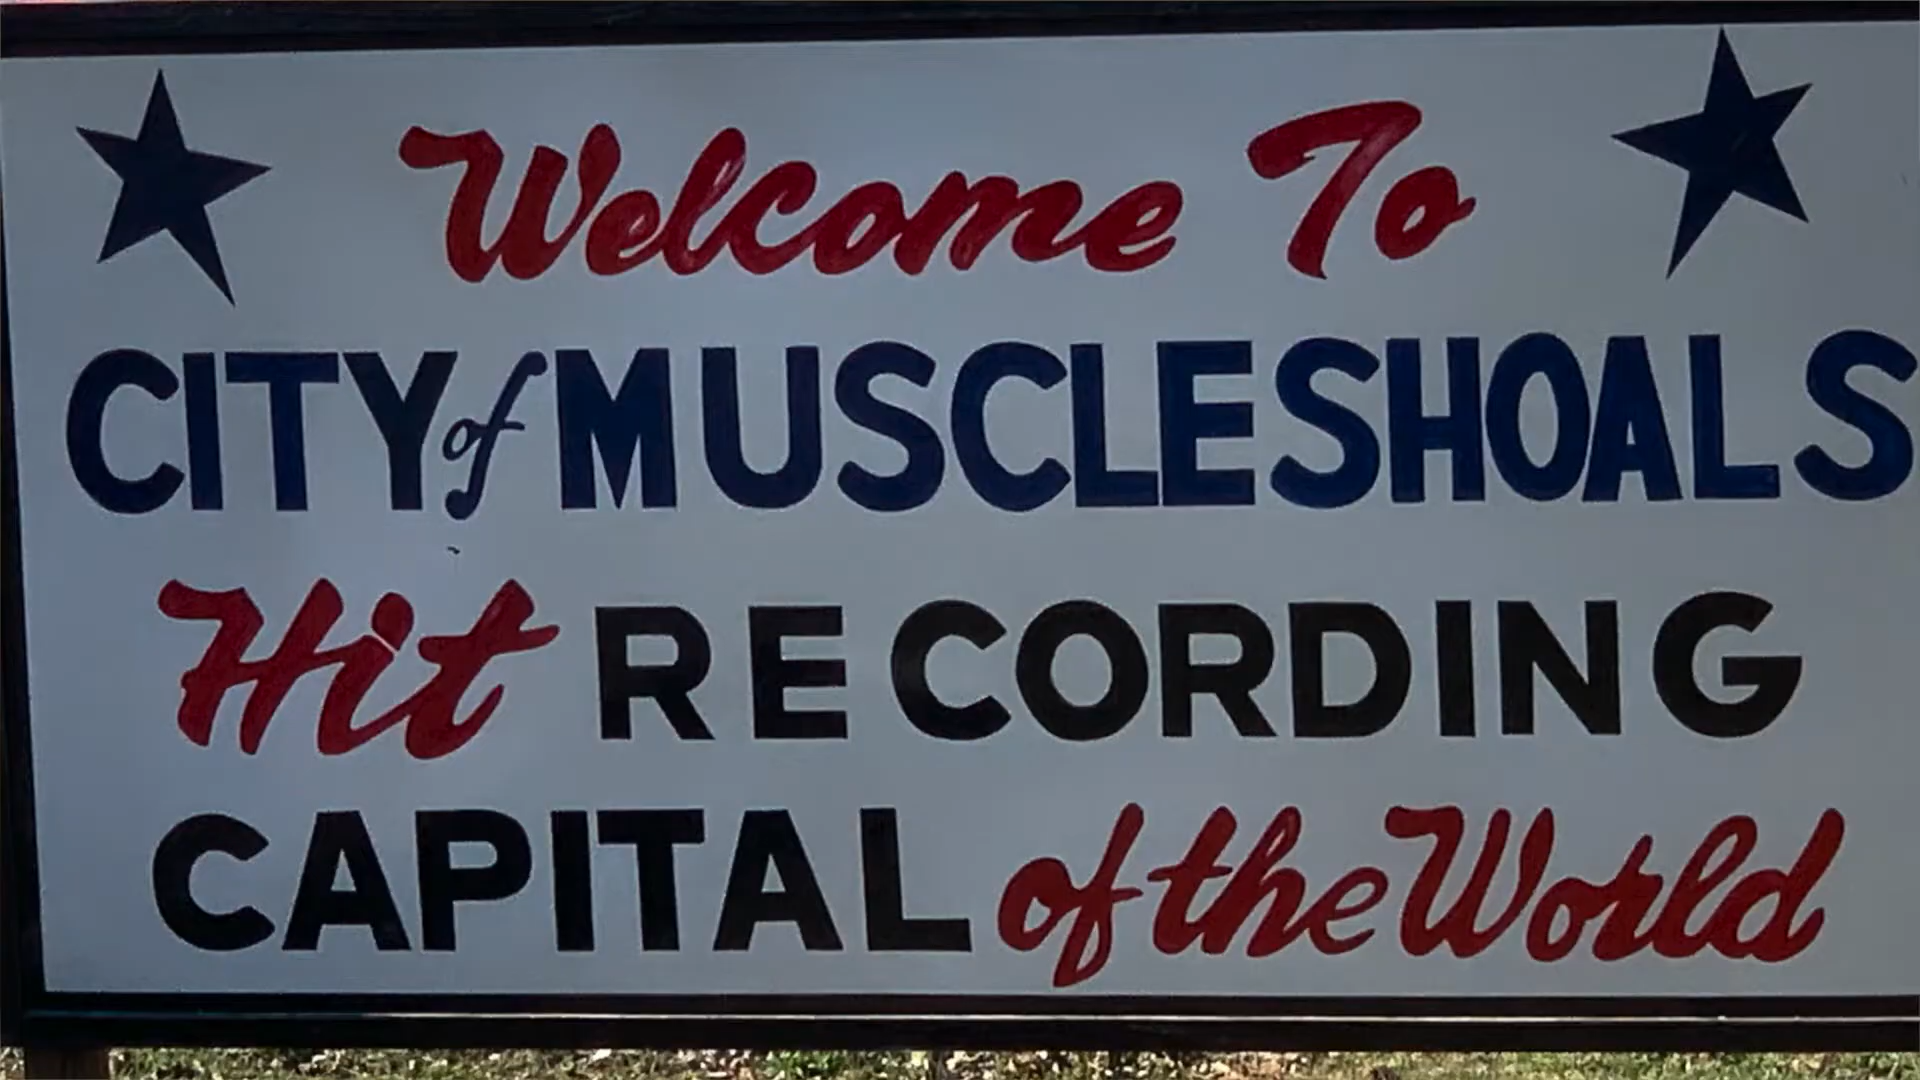 Welcome To
CITY of MUSCLE SHOALS
Hit RECORDING
CAPITAL of the World